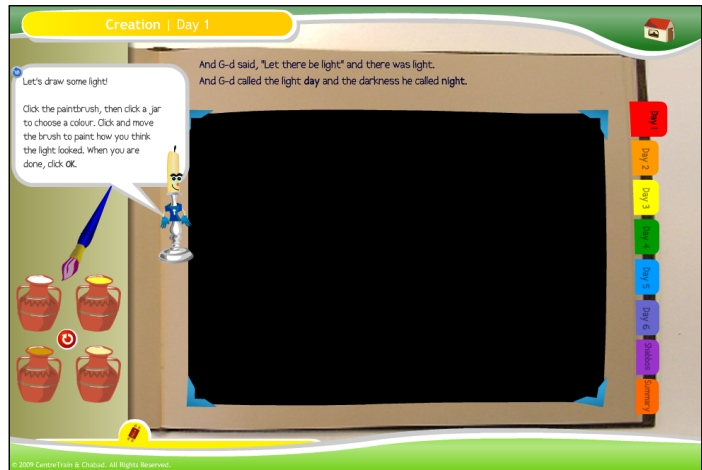 Creation | Day 1
And G-d said, "Let there be light" and there was light.
And G-d called the light day and the darkness he called night.
Let's draw some light!
Click the paintbrush, then click a jar
to choose a colour. Click and move
the brush to paint how you think
the light looked. When you are
done, click OK.
Day 1
Day 2
Day 3
Day 4
Day 5
Day 6
Shabbos
Summary
© 2009 CentreTrain & Chabad. All Rights Reserved.